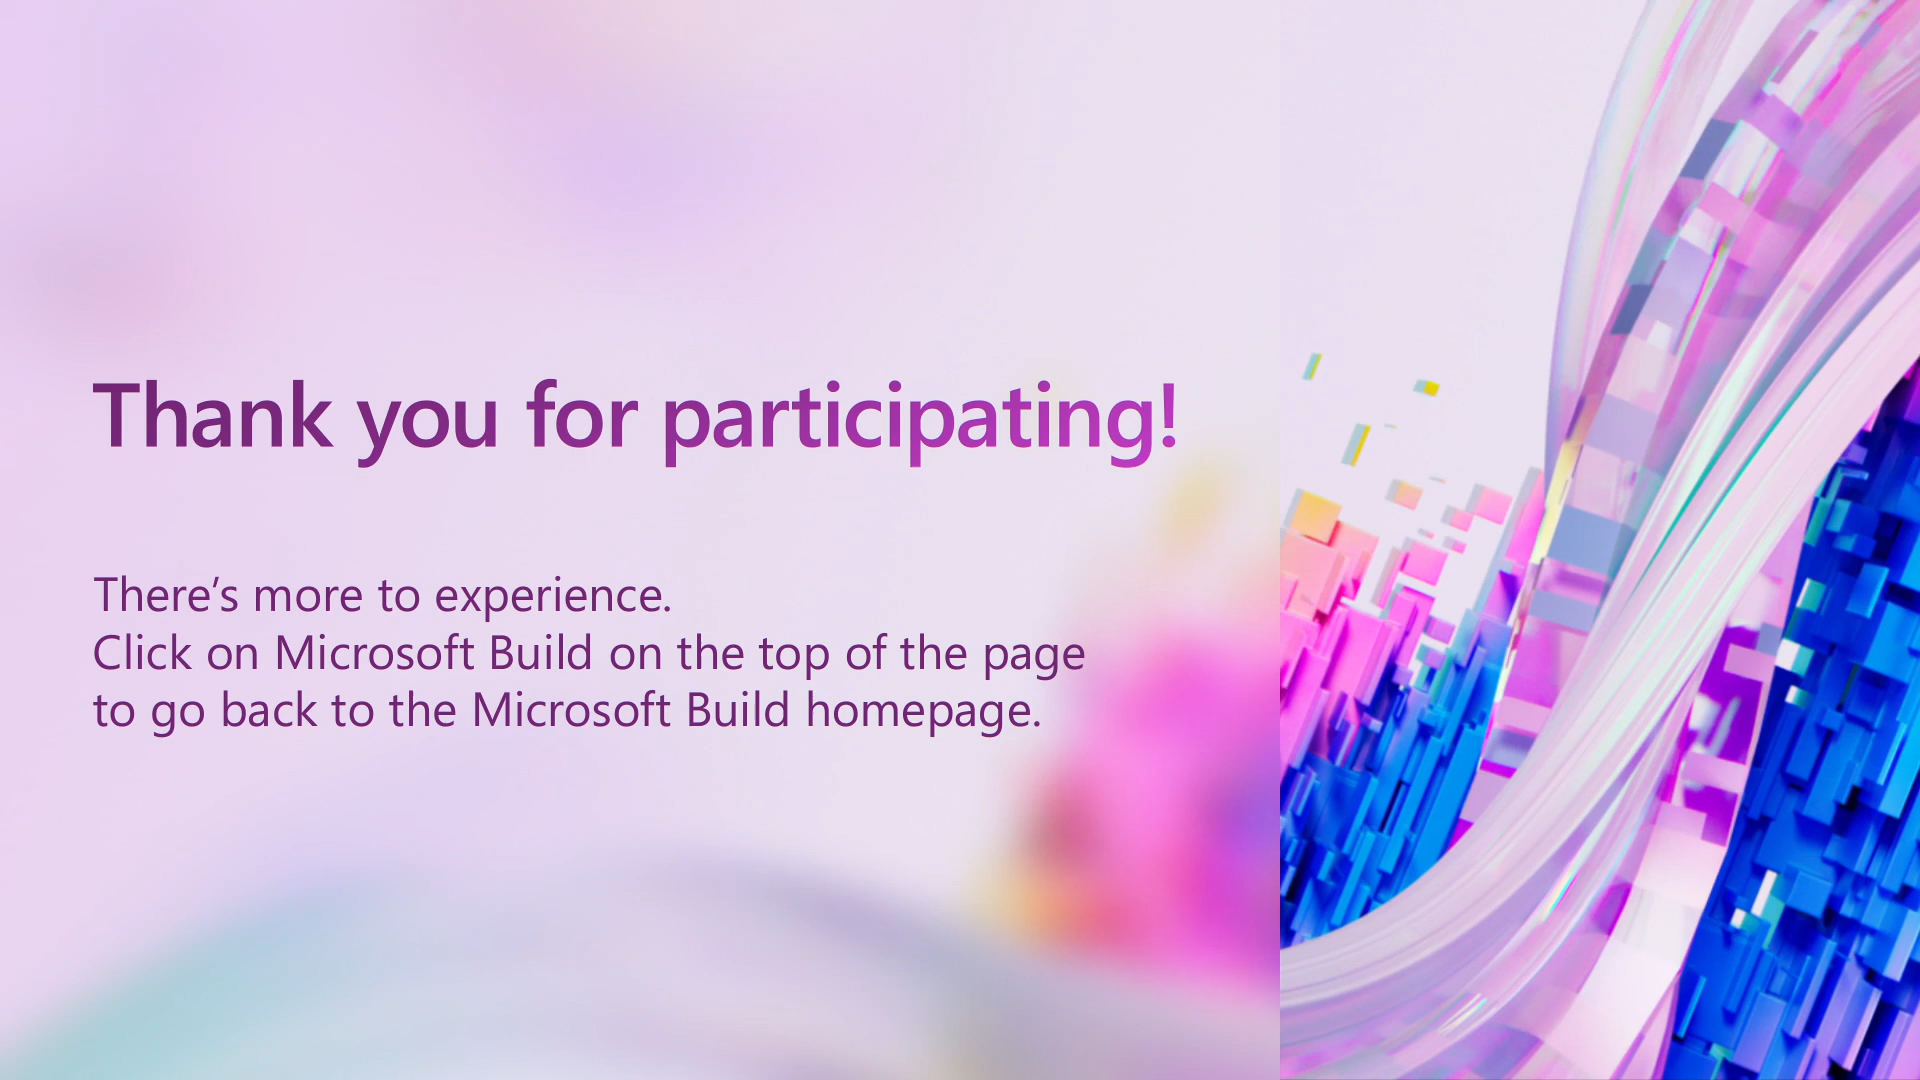 Thank you for participating!
There’s more to experience.
Click on Microsoft Build on the top of the page
to go back to the Microsoft Build homepage.